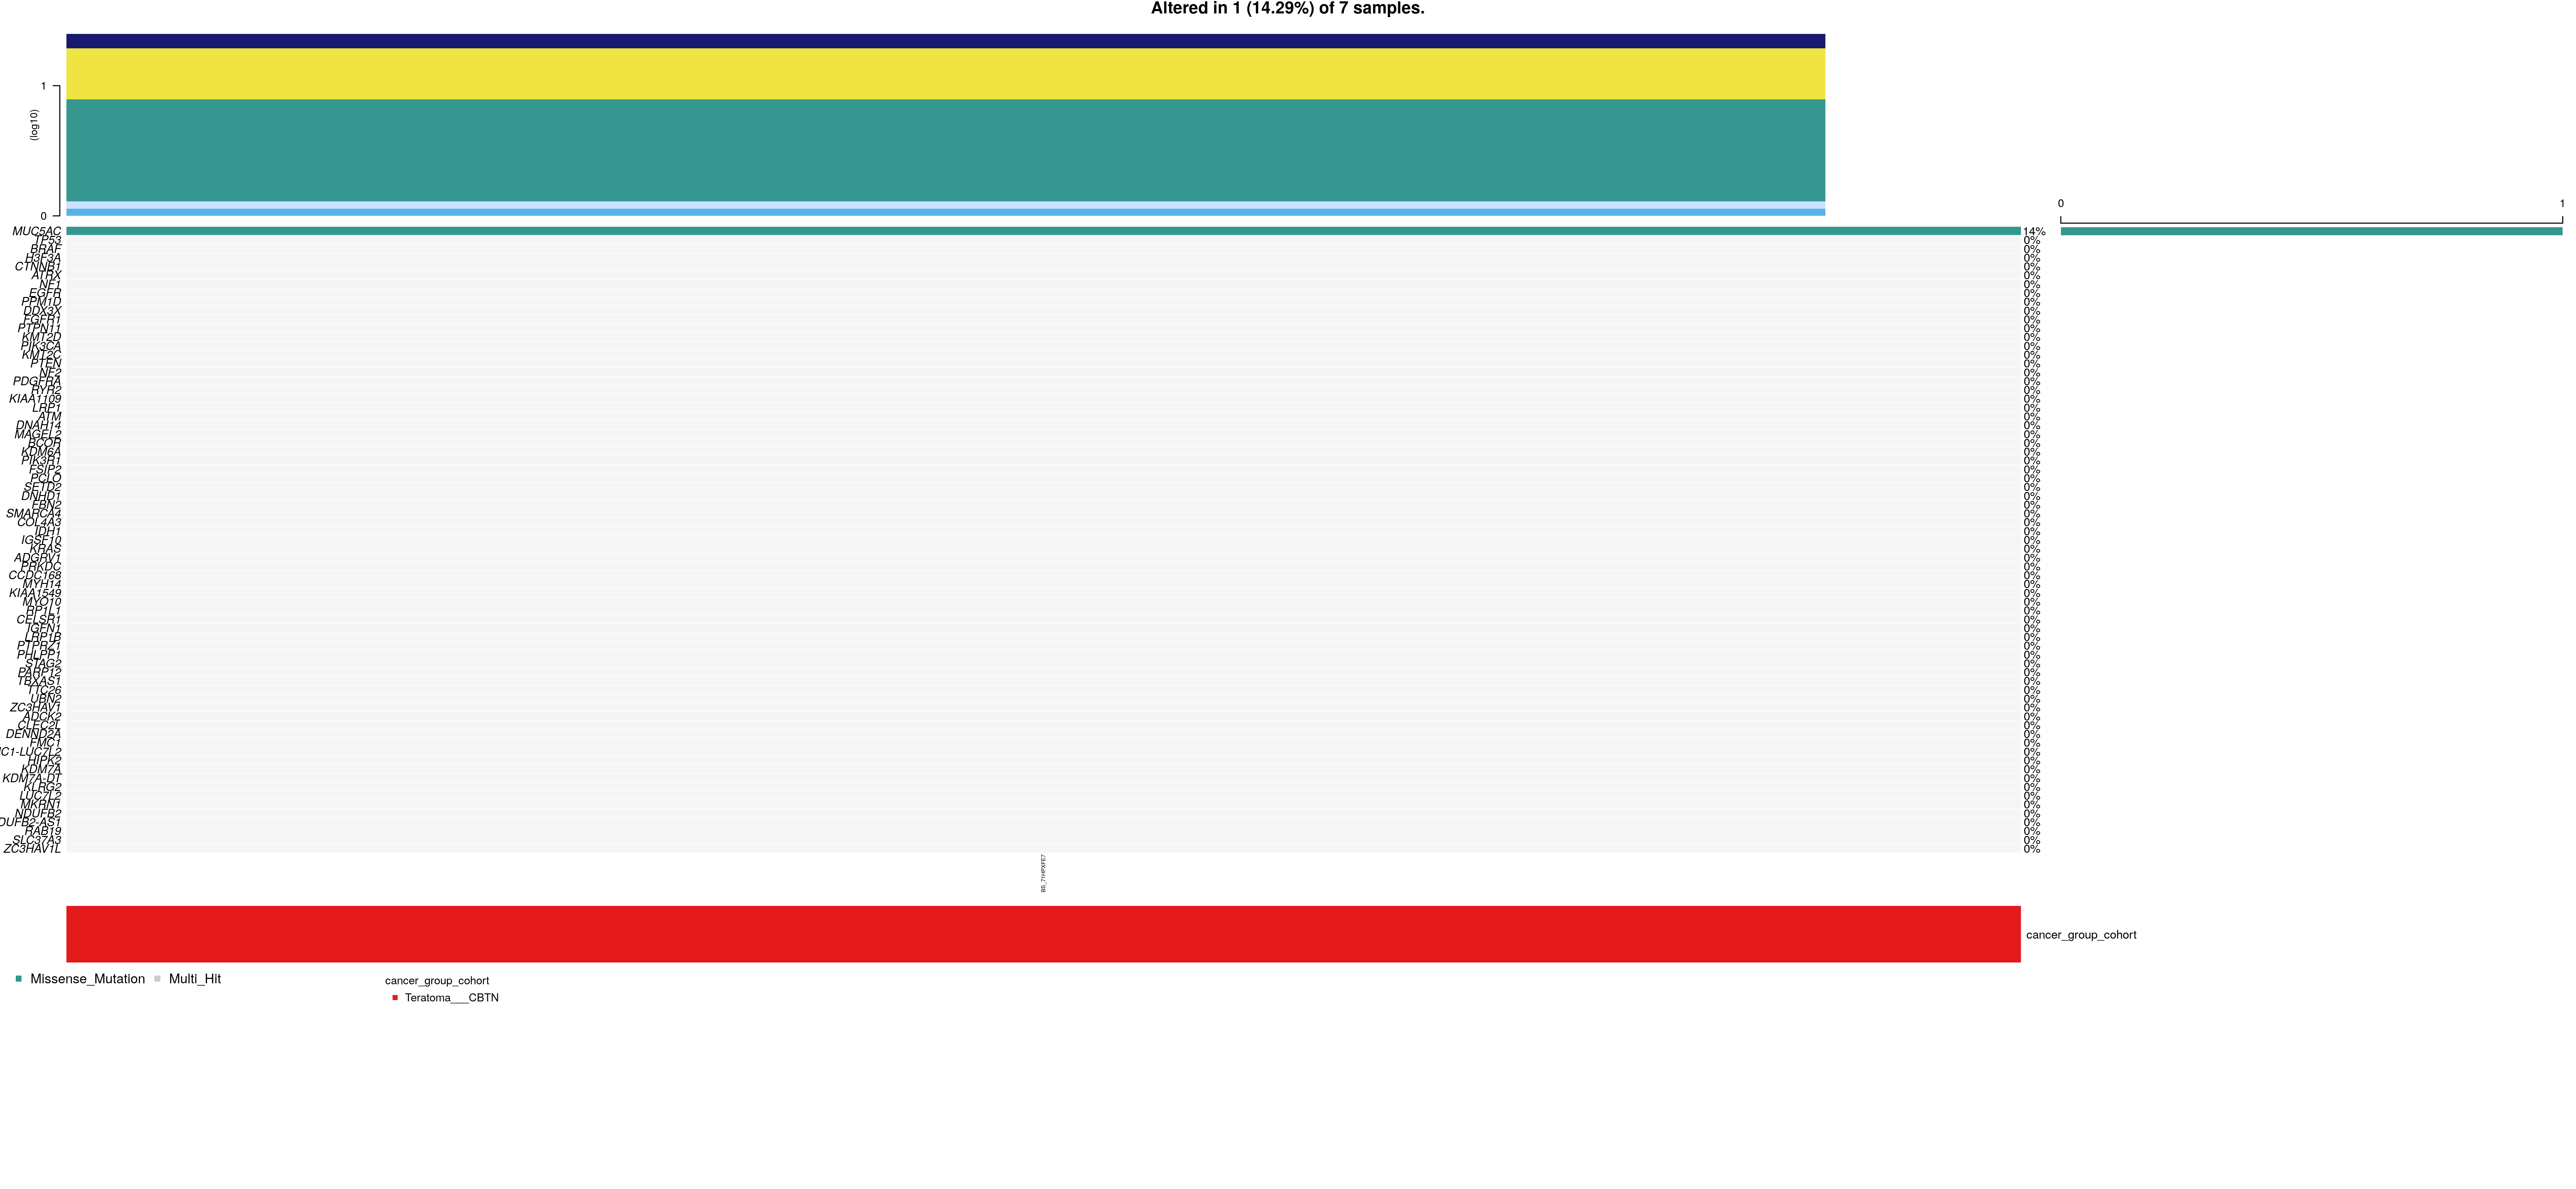 Altered in 1 (14.29%) of 7 samples.
1
(log10)
0
0 1
MUC5AC 14%
TP53 0%
BRAF 0%
H3F3A 0%
CTNNB1 0%
ATRX 0%
NF1 0%
EGFR 0%
PPM1D 0%
DDX3X 0%
FGFR1 0%
PTPN11 0%
KMT2D 0%
PIK3CA 0%
KMT2C 0%
PTEN 0%
NF2 0%
PDGFRA 0%
RYR2 0%
KIAA1109 0%
LRP1 0%
ATM 0%
DNAH14 0%
MAGEL2 0%
BCOR 0%
KDM6A 0%
PIK3R1 0%
FSIP2 0%
PCLO 0%
SETD2 0%
DNHD1 0%
FBN2 0%
SMARCA4 0%
COL4A3 0%
IDH1 0%
IGSF10 0%
KRAS 0%
ADGRV1 0%
PRKDC 0%
CCDC168 0%
MYH14 0%
KIAA1549 0%
MYO10 0%
RP1L1 0%
CELSR1 0%
IGFN1 0%
LRP1B 0%
PTPRZ1 0%
PHLPP1 0%
STAG2 0%
PARP12 0%
TBXAS1 0%
TTC26 0%
UBN2 0%
ZC3HAV1 0%
ADCK2 0%
CLEC2L 0%
DENND2A 0%
FMC1 0%
C1-LUC7L2 0%
HIPK2 0%
KDM7A 0%
KDM7A-DT 0%
KLRG2 0%
LUC7L2 0%
MKRN1 0%
NDUFB2 0%
DUFB2-AS1 0%
RAB19 0%
SLC37A3 0%
ZC3HAV1L 0%
BS_71HPXFE7
cancer_group_cohort
Missense_Mutation Multi_Hit
cancer_group_cohort
Teratoma___CBTN